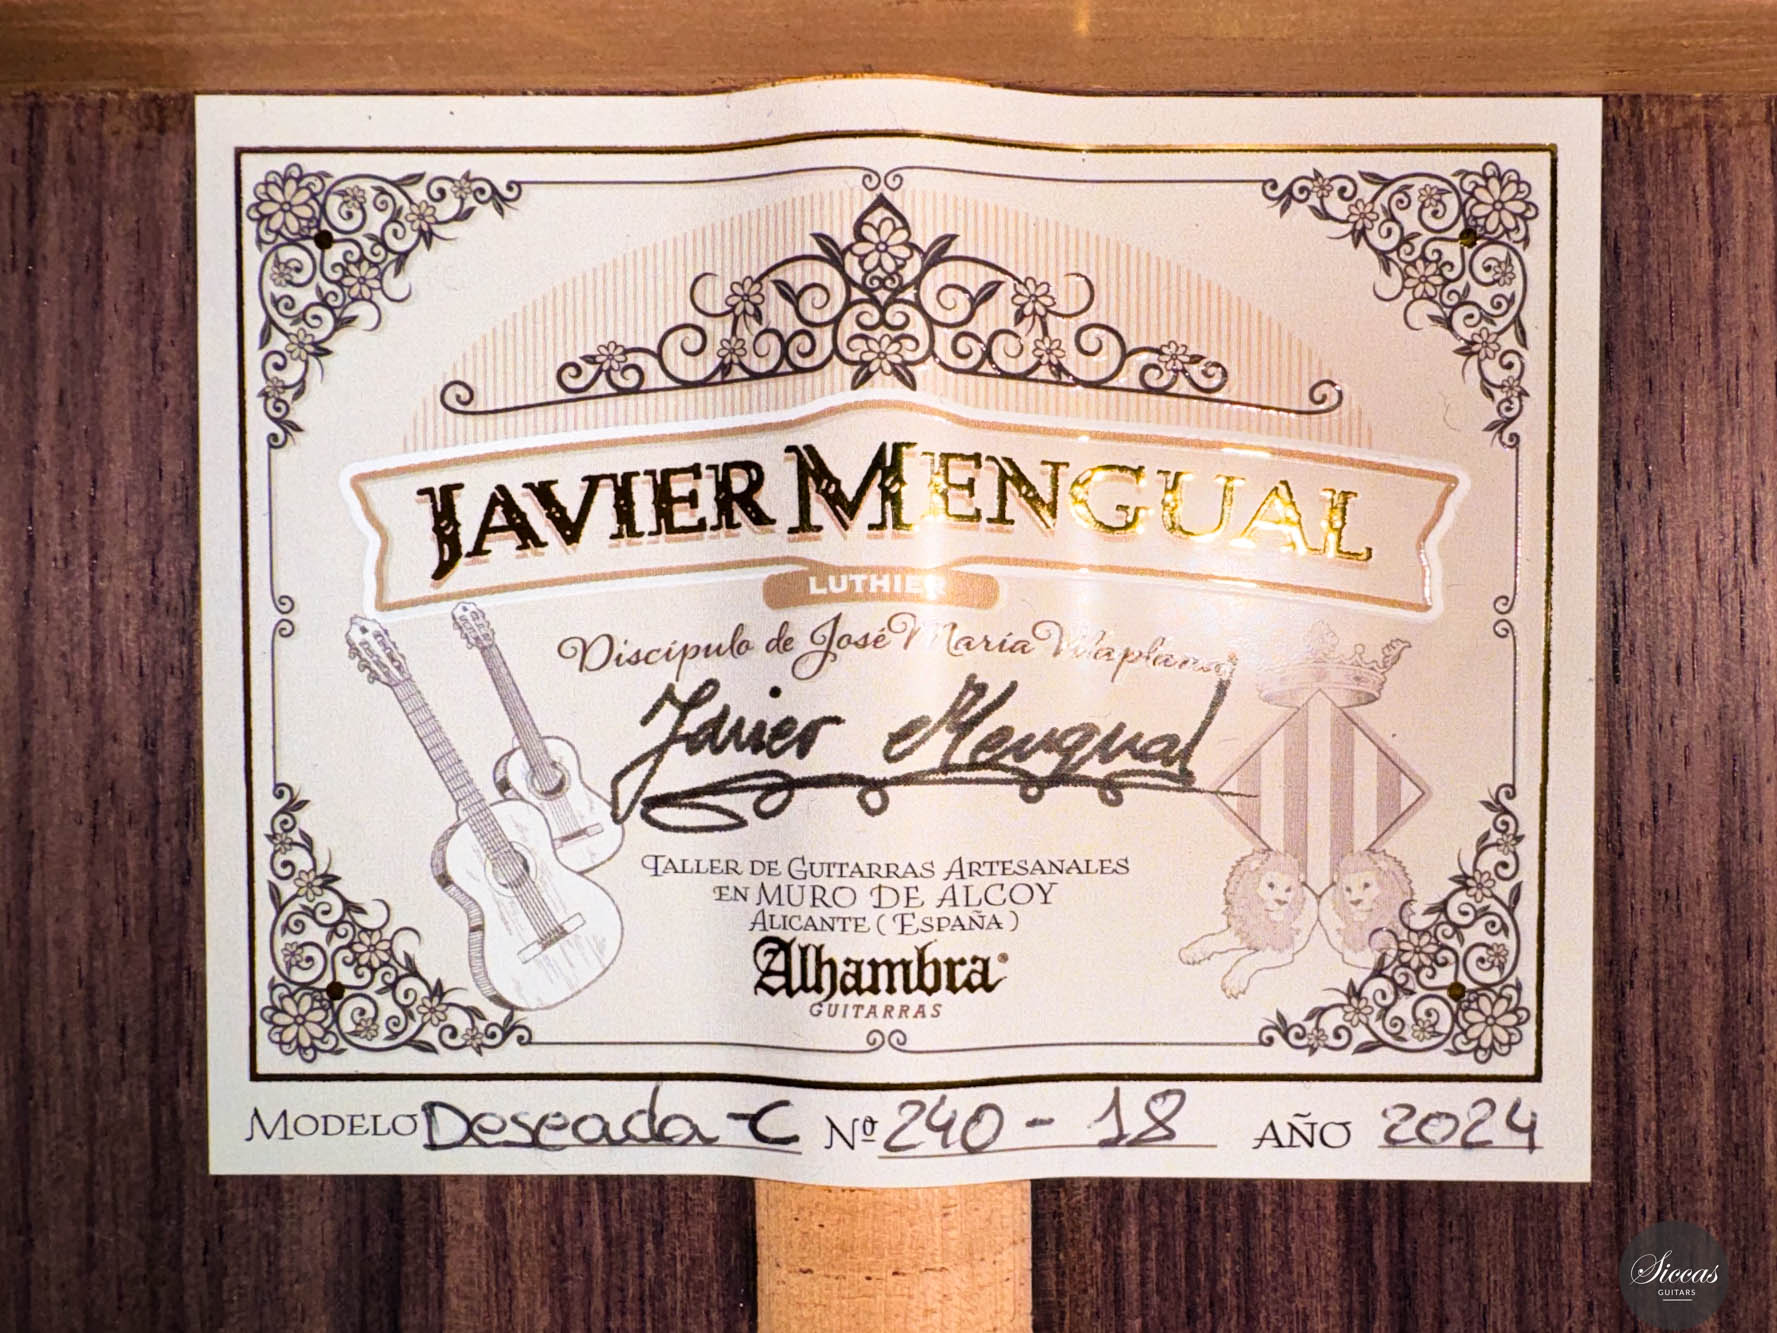 JAVIER MENGUAL
LUTHIER
Discípulo de José María Vilaplana
Javier Mengual
TALLER DE GUITARRAS ARTESANALES
EN MURO DE ALCOY
ALICANTE (ESPAÑA)
Alhambra®
GUITARRAS
MODELO Deseada - C Nº 240 - 18 AÑO 2024
Siccas
GUITARS